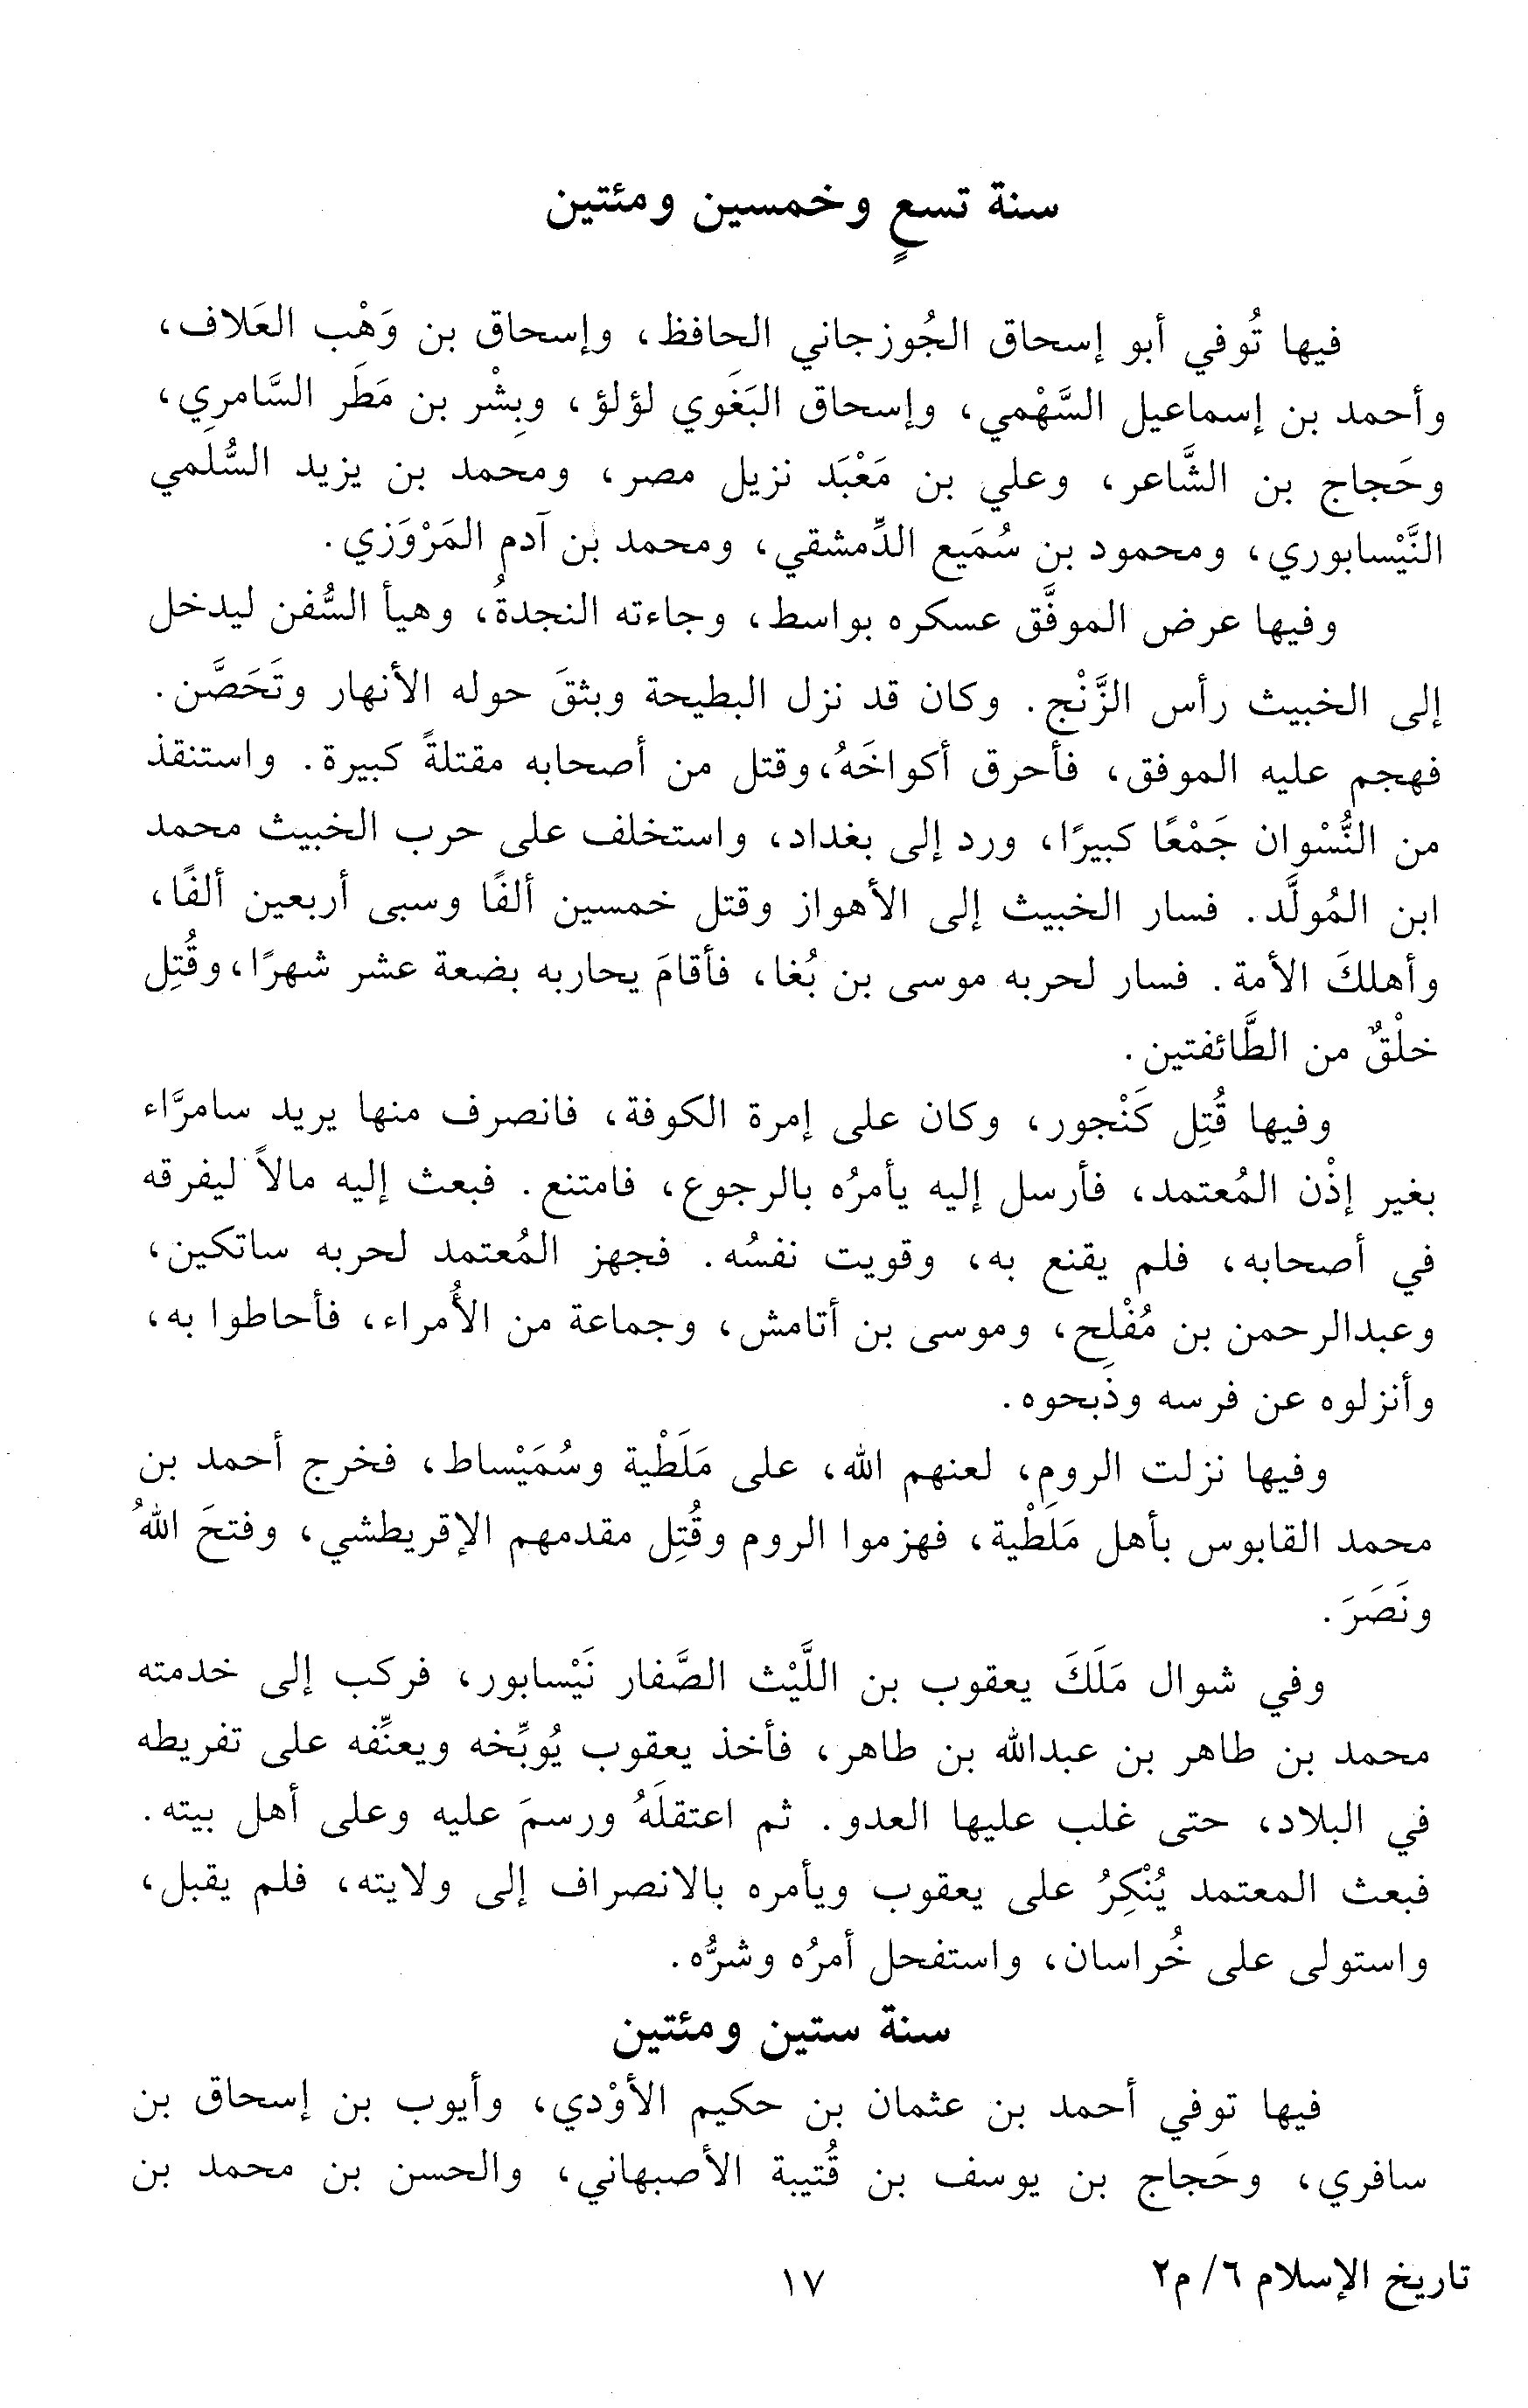 سنة تسعٍ وخمسين ومئتين
فيها تُوفي أبو إسحاق الجُوزجاني الحافظ، وإسحاق بن وَهْب العَلاف،
وأحمد بن إسماعيل السَّهْمي، وإسحاق البَغَوي لؤلؤ، وبِشْر بن مَطَر السَّامرِي،
وحَجاج بن الشَّاعر، وعلي بن مَعْبَد نزيل مصر، ومحمد بن يزيد السُّلَمي
النَّيْسابوري، ومحمود بن سُمَيع الدِّمشقي، ومحمد بن آدم المَرْوَزي.
وفيها عرض الموفَّق عسكره بواسط، وجاءته النجدةُ، وهيأ السُّفن ليدخل
إلى الخبيث رأس الزَّنْج. وكان قد نزل البطيحة وبثقَ حوله الأنهار وتَحَصَّن.
فهجم عليه الموفق، فأحرق أكواخَهُ، وقتل من أصحابه مقتلةً كبيرة. واستنقذ
من النُّسْوان جَمْعًا كبيرًا، ورد إلى بغداد، واستخلف على حرب الخبيث محمد
ابن المُولَّد. فسار الخبيث إلى الأهواز وقتل خمسين ألفًا وسبى أربعين ألفًا،
وأهلكَ الأمة. فسار لحربه موسى بن بُغا، فأقامَ يحاربه بضعة عشر شهرًا، وقُتِل
خلْقٌ من الطَّائفتين.
وفيها قُتِل كَنْجور، وكان على إمرة الكوفة، فانصرف منها يريد سامرَّاء
بغير إذْن المُعتمد، فأرسل إليه يأمرُه بالرجوع، فامتنع. فبعث إليه مالاً ليفرقه
في أصحابه، فلم يقنع به، وقويت نفسُه. فجهز المُعتمد لحربه ساتكين،
وعبدالرحمن بن مُفْلِح، وموسى بن أتامش، وجماعة من الأُمراء، فأحاطوا به،
وأنزلوه عن فرسه وذَبحوه.
وفيها نزلت الروم، لعنهم الله، على مَلَطْية وسُمَيْساط، فخرج أحمد بن
محمد القابوس بأهل مَلَطْية، فهزموا الروم وقُتِل مقدمهم الإقريطشي، وفتحَ اللهُ
ونَصَرَ.
وفي شوال مَلَكَ يعقوب بن اللَّيْث الصَّفار نَيْسابور، فركب إلى خدمته
محمد بن طاهر بن عبدالله بن طاهر، فأخذ يعقوب يُوبِّخه ويعنِّفه على تفريطه
في البلاد، حتى غلب عليها العدو. ثم اعتقلَهُ ورسمَ عليه وعلى أهل بيته.
فبعث المعتمد يُنْكِرُ على يعقوب ويأمره بالانصراف إلى ولايته، فلم يقبل،
واستولى على خُراسان، واستفحل أمرُه وشرُّه.
سنة ستين ومئتين
فيها توفي أحمد بن عثمان بن حكيم الأوْدي، وأيوب بن إسحاق بن
سافري، وحَجاج بن يوسف بن قُتيبة الأصبهاني، والحسن بن محمد بن
تاريخ الإسلام ٦/ م٢
١٧